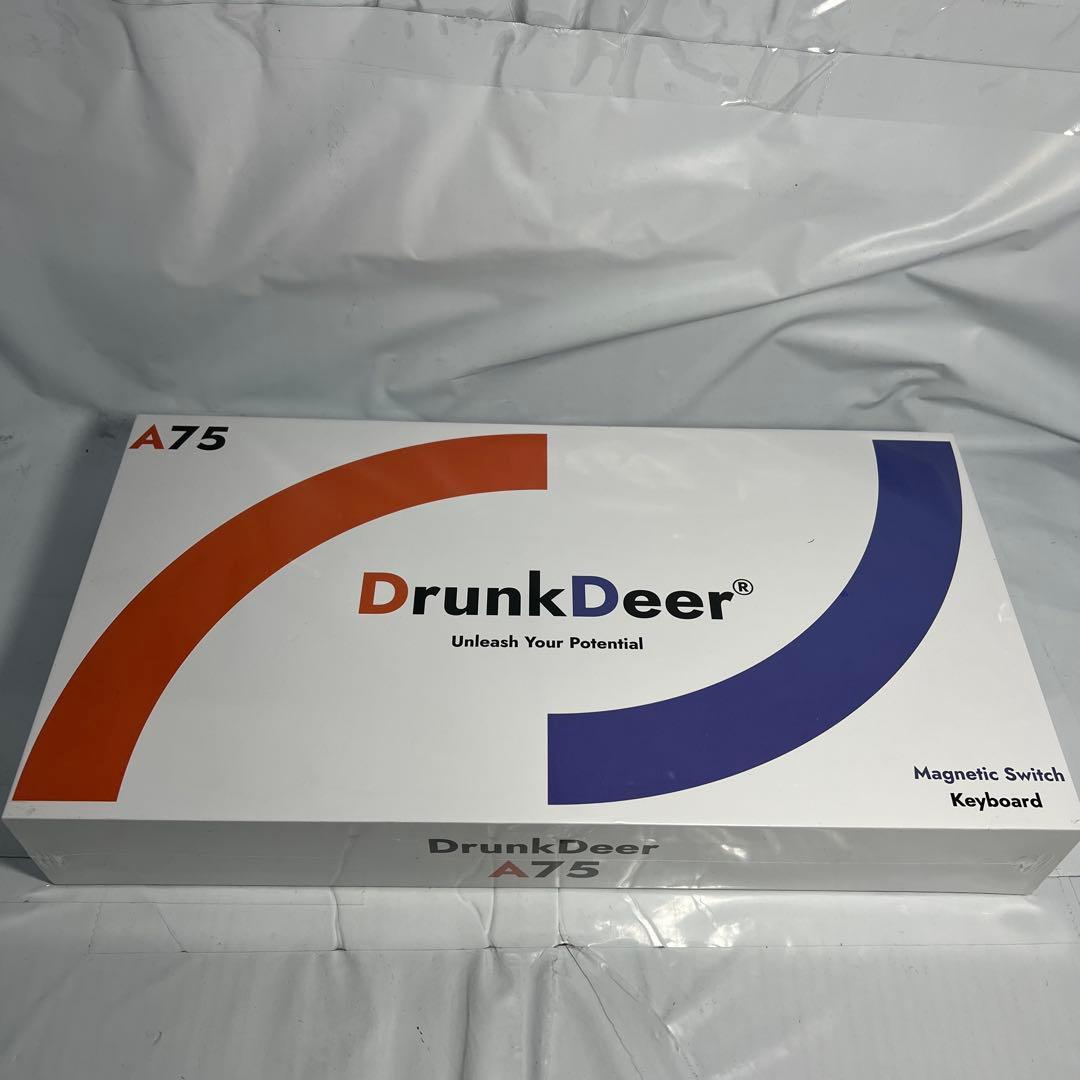 A75
DrunkDeer®
Unleash Your Potential
Magnetic Switch
Keyboard
DrunkDeer
A75